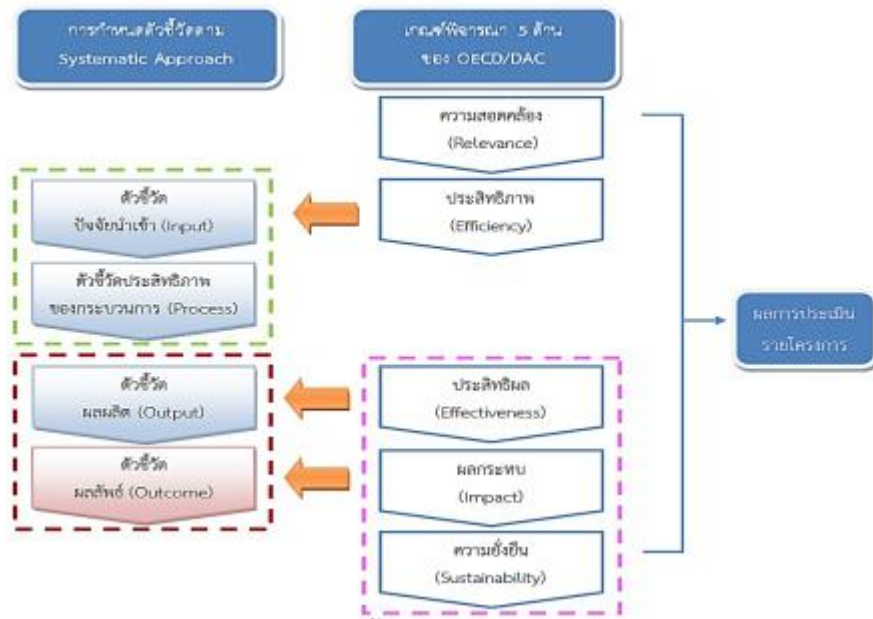 การกำหนดตัวชี้วัดตาม
Systematic Approach
เกณฑ์พิจารณา 5 ด้าน
ของ OECD/DAC
ความสอดคล้อง
(Relevance)
ตัวชี้วัด
ปัจจัยนำเข้า (Input)
ประสิทธิภาพ
(Efficiency)
ตัวชี้วัดประสิทธิภาพ
ของกระบวนการ (Process)
ผลการประเมิน
รายโครงการ
ตัวชี้วัด
ผลผลิต (Output)
ประสิทธิผล
(Effectiveness)
ตัวชี้วัด
ผลลัพธ์ (Outcome)
ผลกระทบ
(Impact)
ความยั่งยืน
(Sustainability)